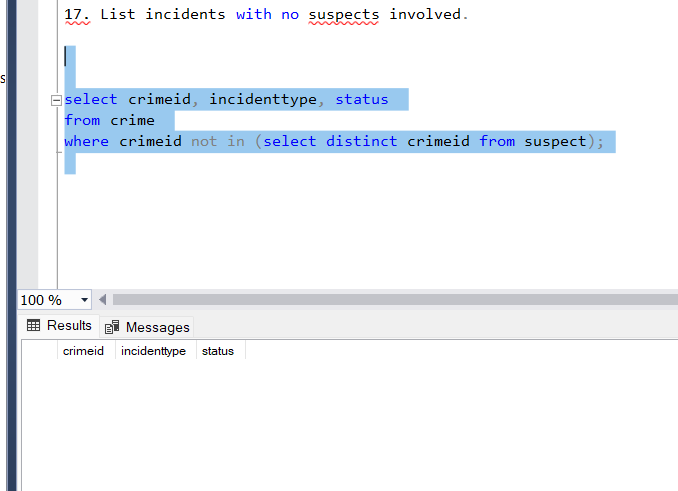 17. List incidents with no suspects involved.
s
select crimeid, incidenttype, status
from crime
where crimeid not in (select distinct crimeid from suspect);
100 %
Results Messages
crimeid incidenttype status